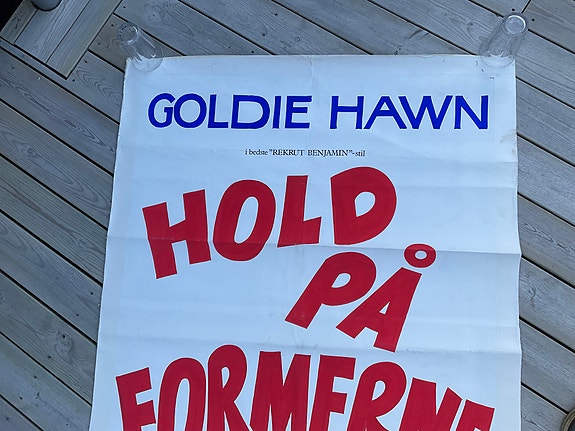 GOLDIE HAWN
i bedste "REKRUT BENJAMIN"-stil
HOLD
PÅ
FORMERNE